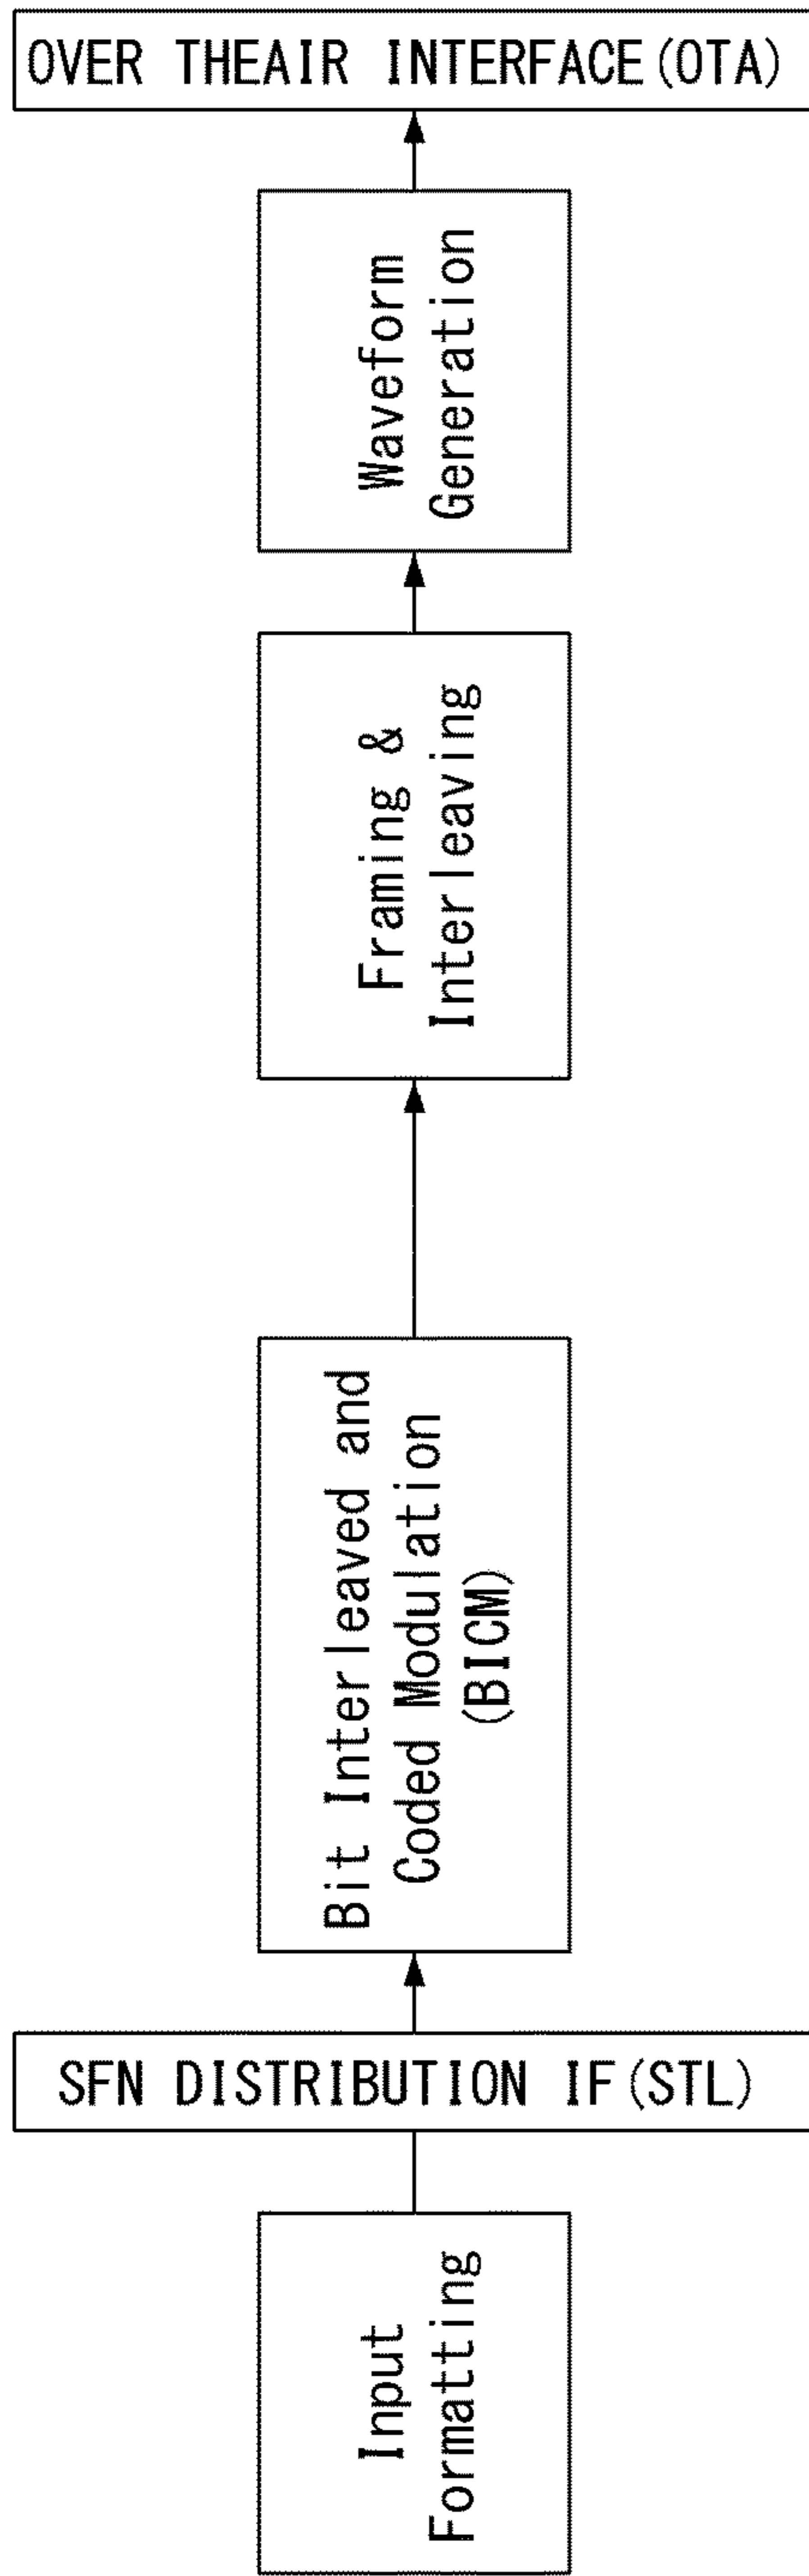 OVER THEAIR INTERFACE(OTA)
Waveform
Generation
Framing &
Interleaving
Bit Interleaved and
Coded Modulation
(BICM)
SFN DISTRIBUTION IF(STL)
Input
Formatting